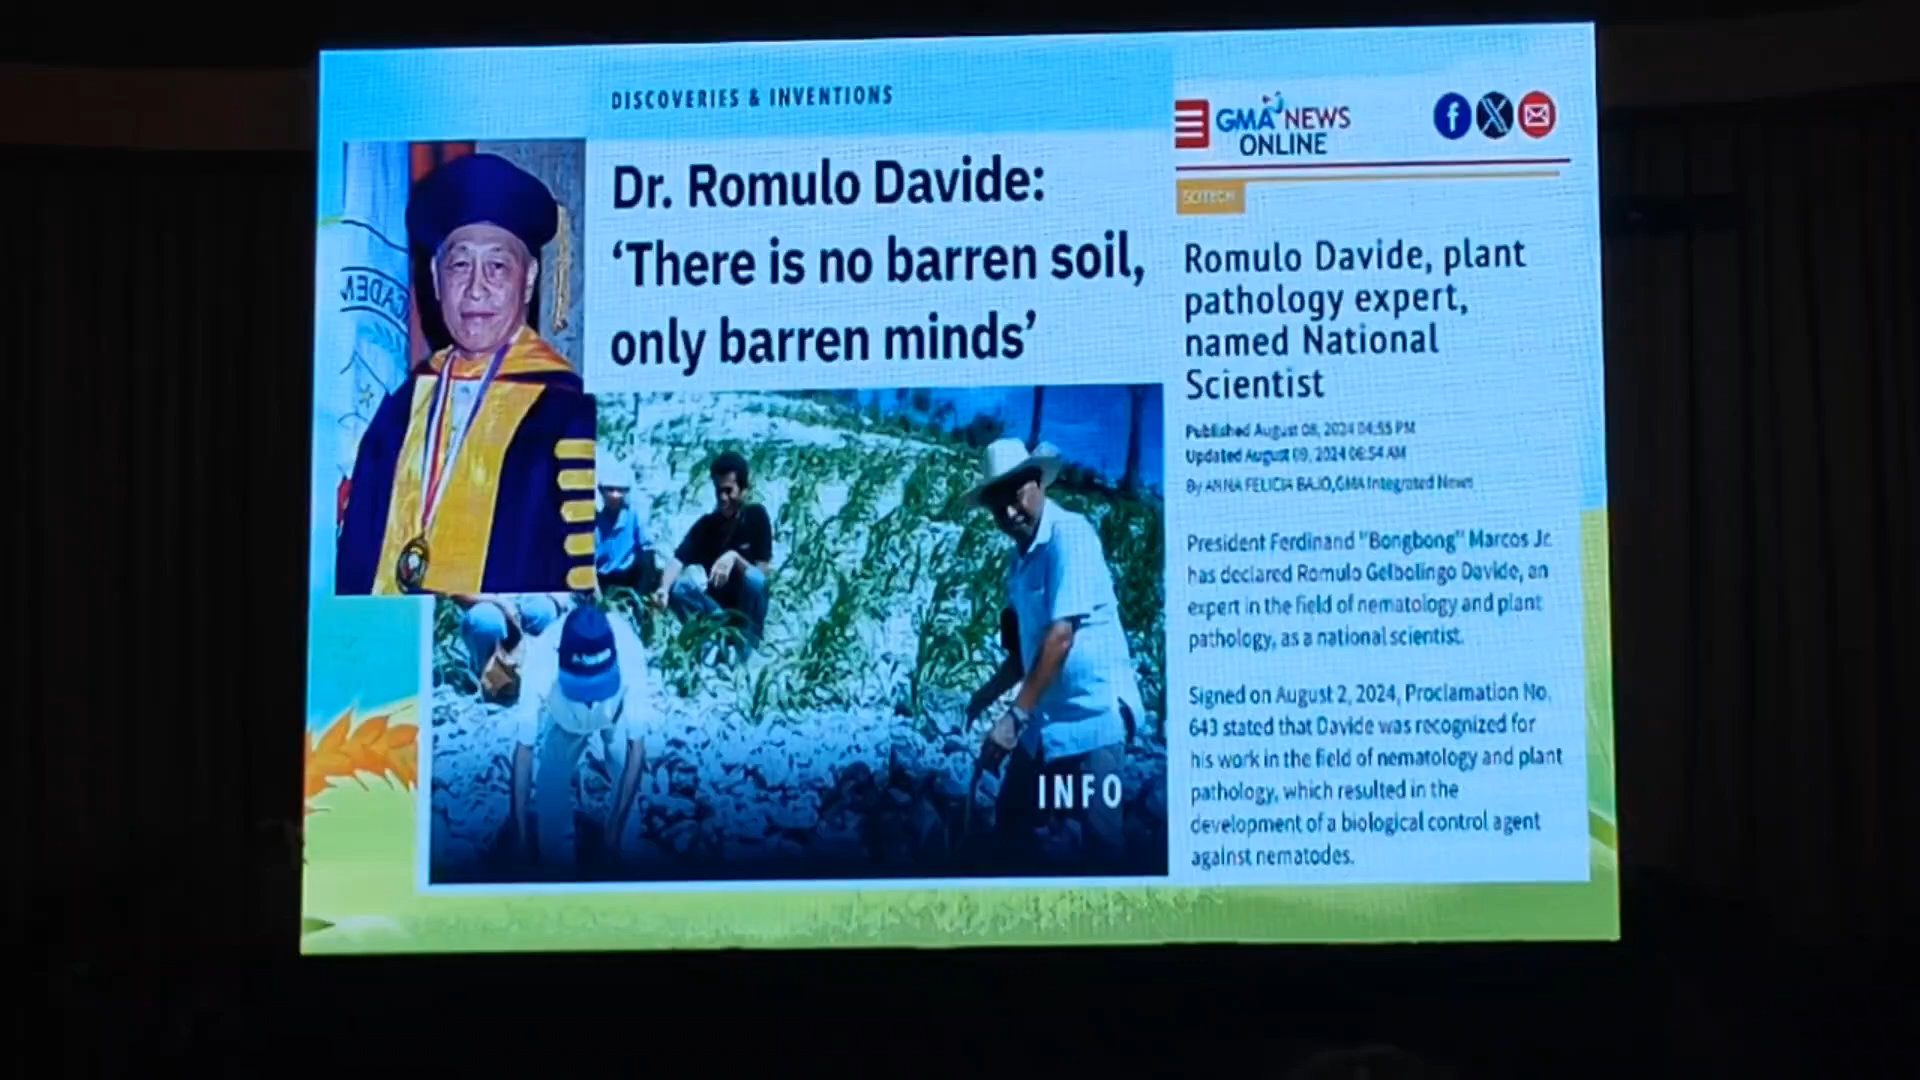 DISCOVERIES & INVENTIONS
Dr. Romulo Davide:
‘There is no barren soil,
only barren minds’
INFO
GMA NEWS
ONLINE
SCITECH
Romulo Davide, plant
pathology expert,
named National
Scientist
Published August 08, 2024 04:55 PM
Updated August 09, 2024 06:54 AM
By ANNA FELICIA BAJO,GMA Integrated News
President Ferdinand "Bongbong" Marcos Jr.
has declared Romulo Gelbolingo Davide, an
expert in the field of nematology and plant
pathology, as a national scientist.
Signed on August 2, 2024, Proclamation No.
643 stated that Davide was recognized for
his work in the field of nematology and plant
pathology, which resulted in the
development of a biological control agent
against nematodes.